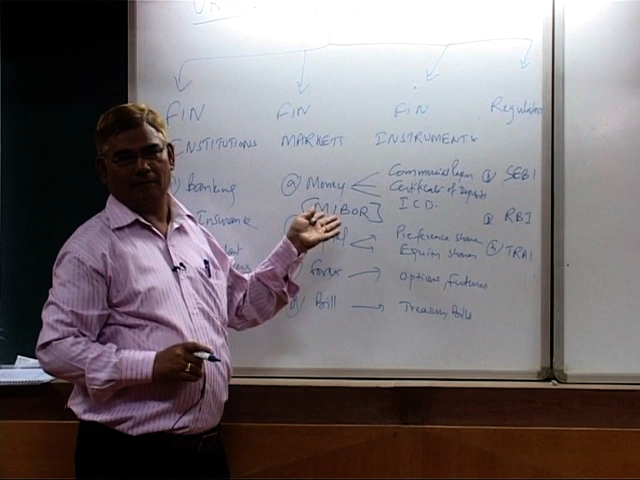 FIN FIN FIN
INSTITUTIONS MARKETS INSTRUMENTS
Banking
Insurance
(a) Money
[MIBOR]
Forex
Bill
Commercial Paper
Certificate of Deposits
I.C.D.
Preference shares
Equity shares
Options, futures
Treasury Bills
SEBI
RBI
TRAI